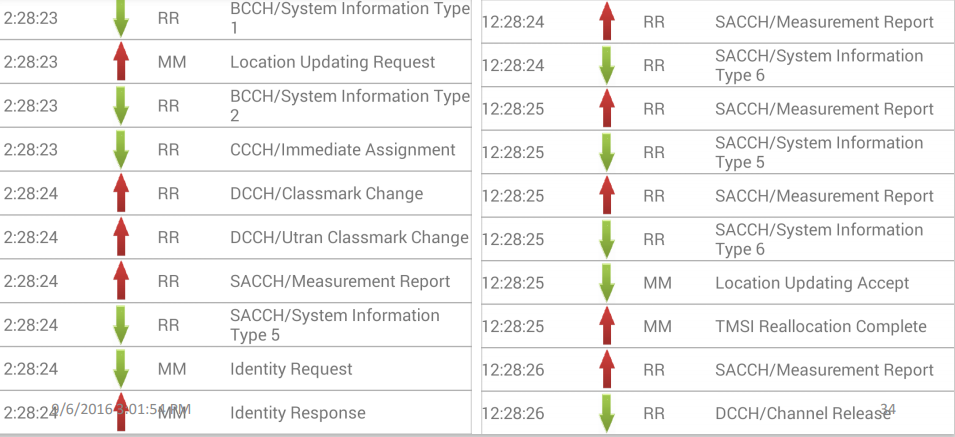 2:28:23 RR BCCH/System Information Type
1
2:28:23 MM Location Updating Request
2:28:23 RR BCCH/System Information Type
2
2:28:23 RR CCCH/Immediate Assignment
2:28:24 RR DCCH/Classmark Change
2:28:24 RR DCCH/Utran Classmark Change
2:28:24 RR SACCH/Measurement Report
2:28:24 RR SACCH/System Information
Type 5
2:28:24 MM Identity Request
2:28:24 MM Identity Response
9/6/2016 3:01:54 PM
12:28:24 RR SACCH/Measurement Report
12:28:24 RR SACCH/System Information
Type 6
12:28:25 RR SACCH/Measurement Report
12:28:25 RR SACCH/System Information
Type 5
12:28:25 RR SACCH/Measurement Report
12:28:25 RR SACCH/System Information
Type 6
12:28:25 MM Location Updating Accept
12:28:25 MM TMSI Reallocation Complete
12:28:26 RR SACCH/Measurement Report
12:28:26 RR DCCH/Channel Release
34